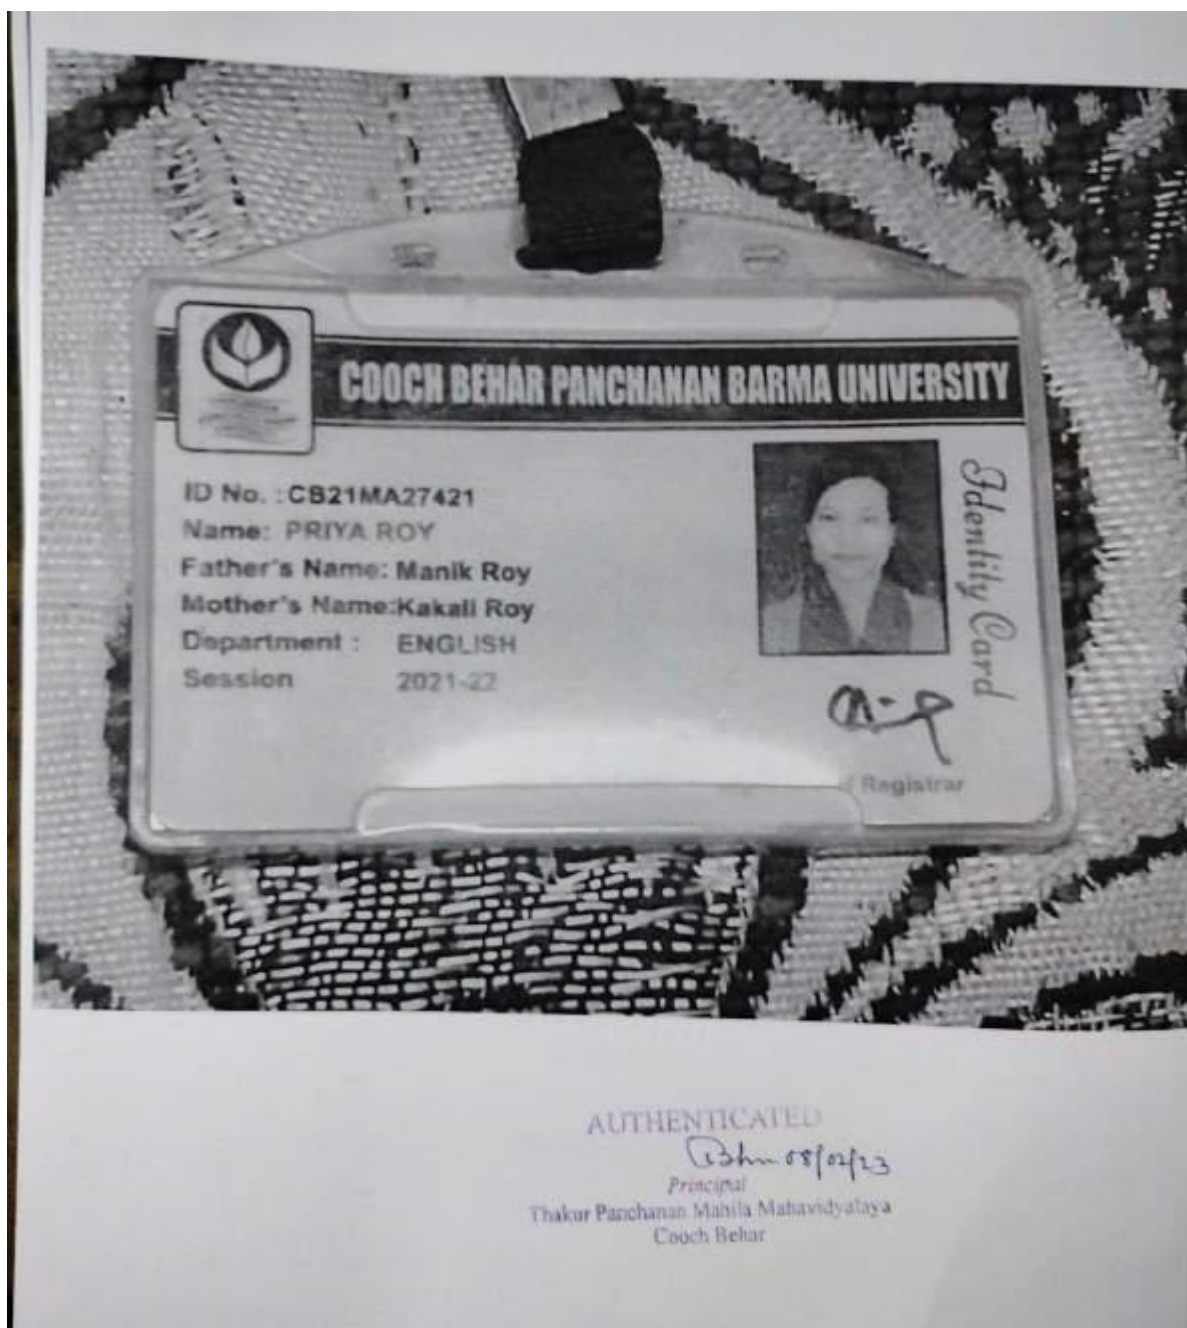 COOCH BEHAR PANCHANAN BARMA UNIVERSITY
ID No. : CB21MA27421
Name: PRIYA ROY
Father's Name: Manik Roy
Mother's Name:Kakali Roy
Department : ENGLISH
Session 2021-22
Identity Card
Registrar
AUTHENTICATED
08/02/23
Principal
Thakur Panchanan Mahila Mahavidyalaya
Cooch Behar